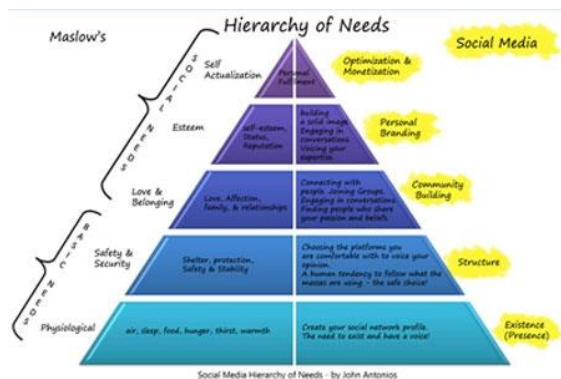 Hierarchy of Needs
Maslow's
Social Media
SOCIAL NEEDS
Self
Actualization
Personal
Fulfilment
Optimization &
Monetization
Esteem
Self-esteem,
Status,
Reputation
building
a solid image.
Engaging in
conversations.
Voicing your
expertise.
Personal
Branding
Love &
Belonging
Love, Affection,
family, & relationships
Connecting with
people. Joining Groups.
Engaging in conversations.
Finding people who share
your passion and beliefs.
Community
Building
BASIC NEEDS
Safety &
Security
Shelter, protection,
Safety & Stability
Choosing the platforms you
are comfortable with to voice your
opinion.
A human tendency to follow what the
masses are using - the safe choice!
Structure
Physiological
air, sleep, food, hunger, thirst, warmth
Create your social network profile.
The need to exist and have a voice!
Existence
(Presence)
Social Media Hierarchy of Needs - by John Antonios